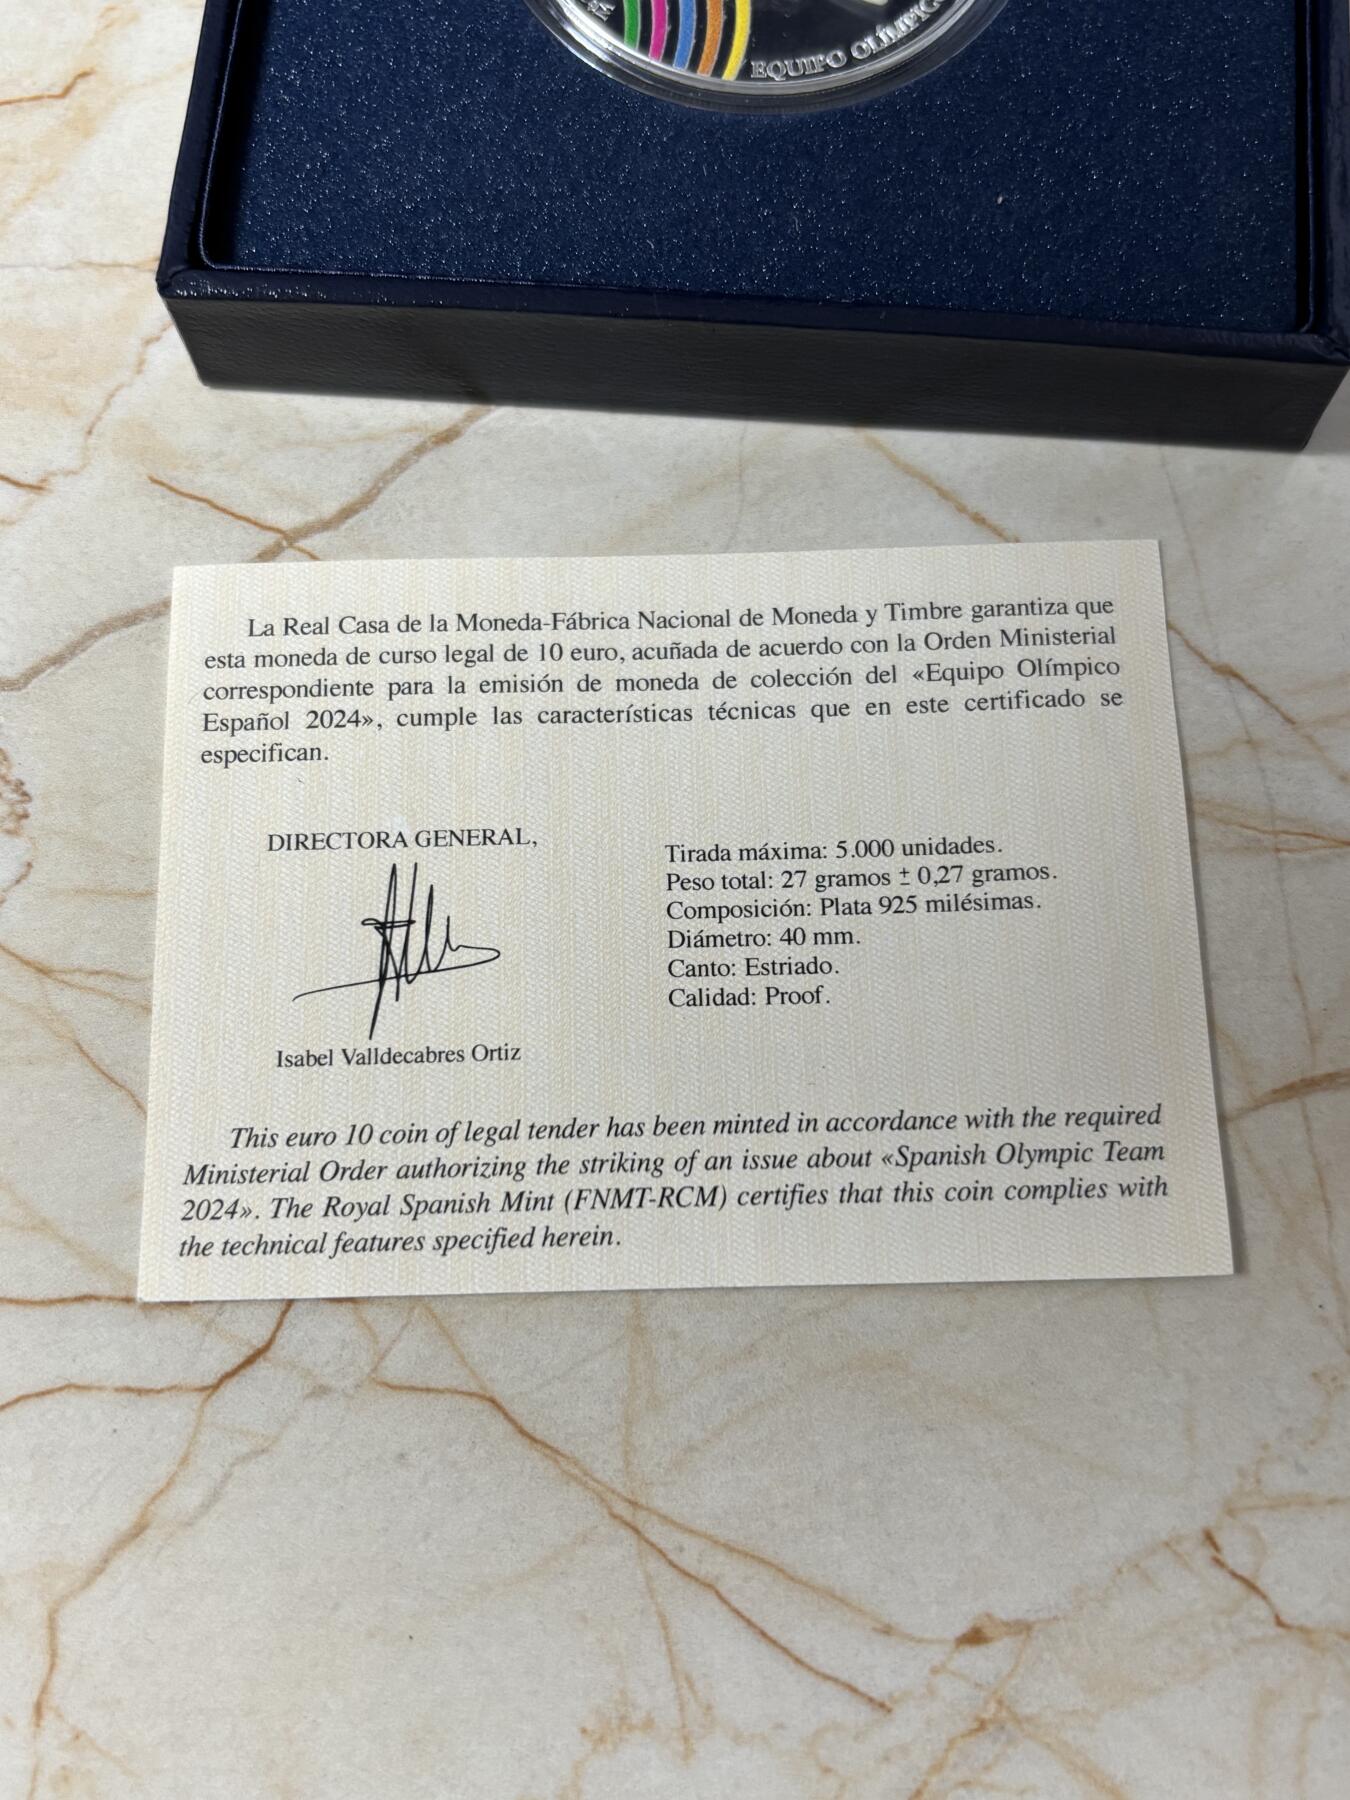 EQUIPO OLÍMPICO
La Real Casa de la Moneda-Fábrica Nacional de Moneda y Timbre garantiza que
esta moneda de curso legal de 10 euro, acuñada de acuerdo con la Orden Ministerial
correspondiente para la emisión de moneda de colección del «Equipo Olímpico
Español 2024», cumple las características técnicas que en este certificado se
especifican.
DIRECTORA GENERAL,
Isabel Valldecabres Ortiz
Tirada máxima: 5.000 unidades.
Peso total: 27 gramos ± 0,27 gramos.
Composición: Plata 925 milésimas.
Diámetro: 40 mm.
Canto: Estriado.
Calidad: Proof.
This euro 10 coin of legal tender has been minted in accordance with the required
Ministerial Order authorizing the striking of an issue about «Spanish Olympic Team
2024». The Royal Spanish Mint (FNMT-RCM) certifies that this coin complies with
the technical features specified herein.